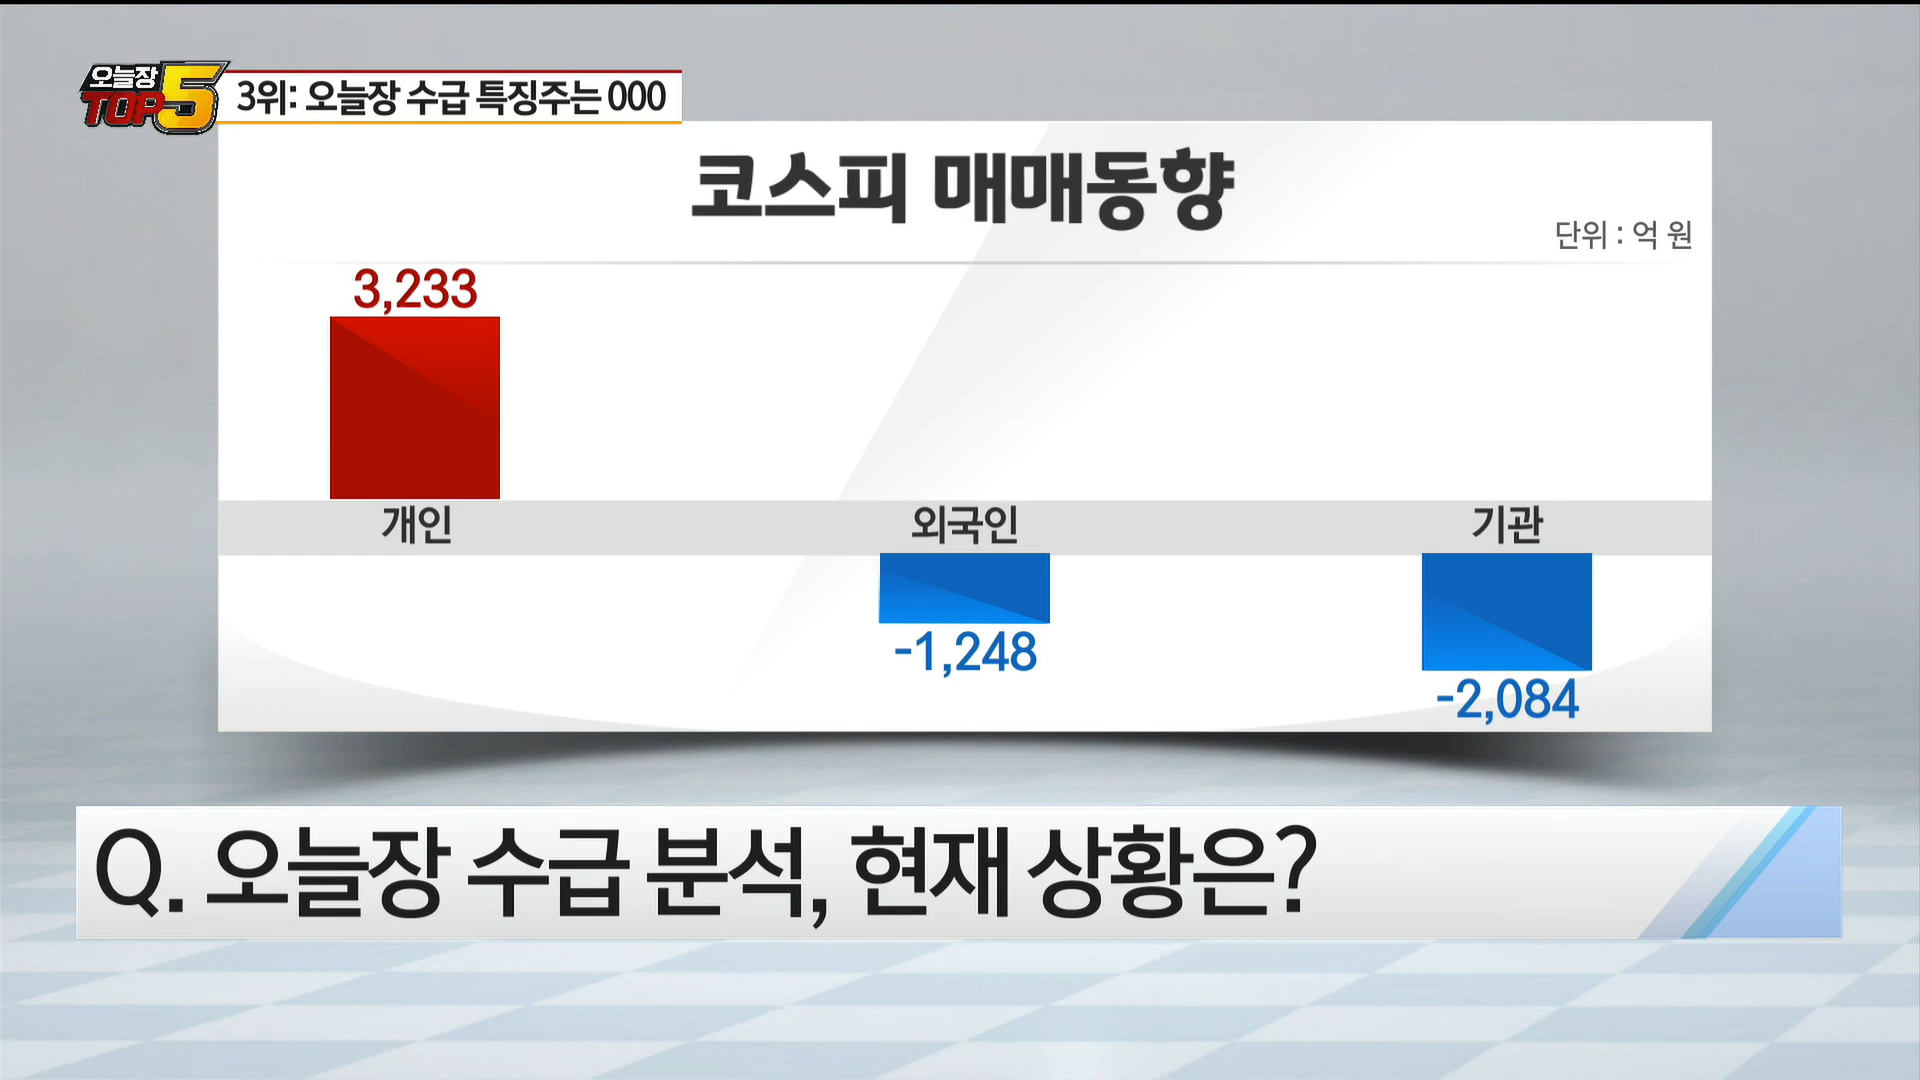 오늘장
TOP5
3위: 오늘장 수급 특징주는 000
코스피 매매동향
단위 : 억 원
3,233
개인
외국인
기관
-1,248
-2,084
Q. 오늘장 수급 분석, 현재 상황은?